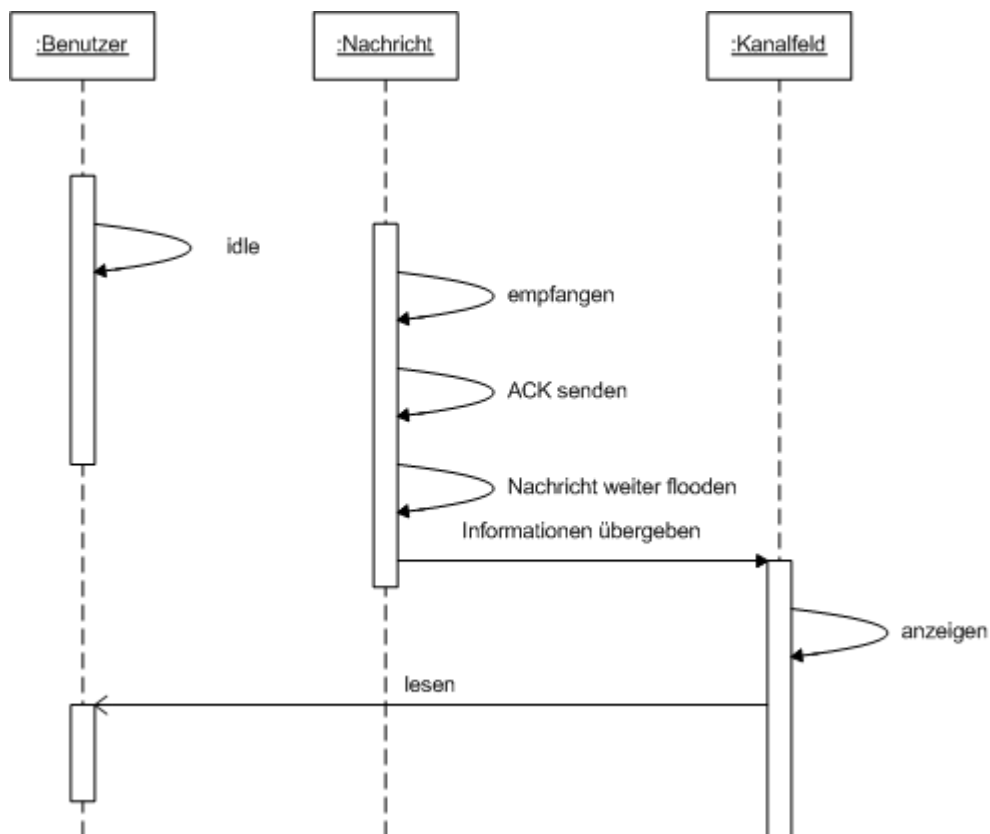 :Benutzer
:Nachricht
:Kanalfeld
idle
empfangen
ACK senden
Nachricht weiter flooden
Informationen übergeben
anzeigen
lesen